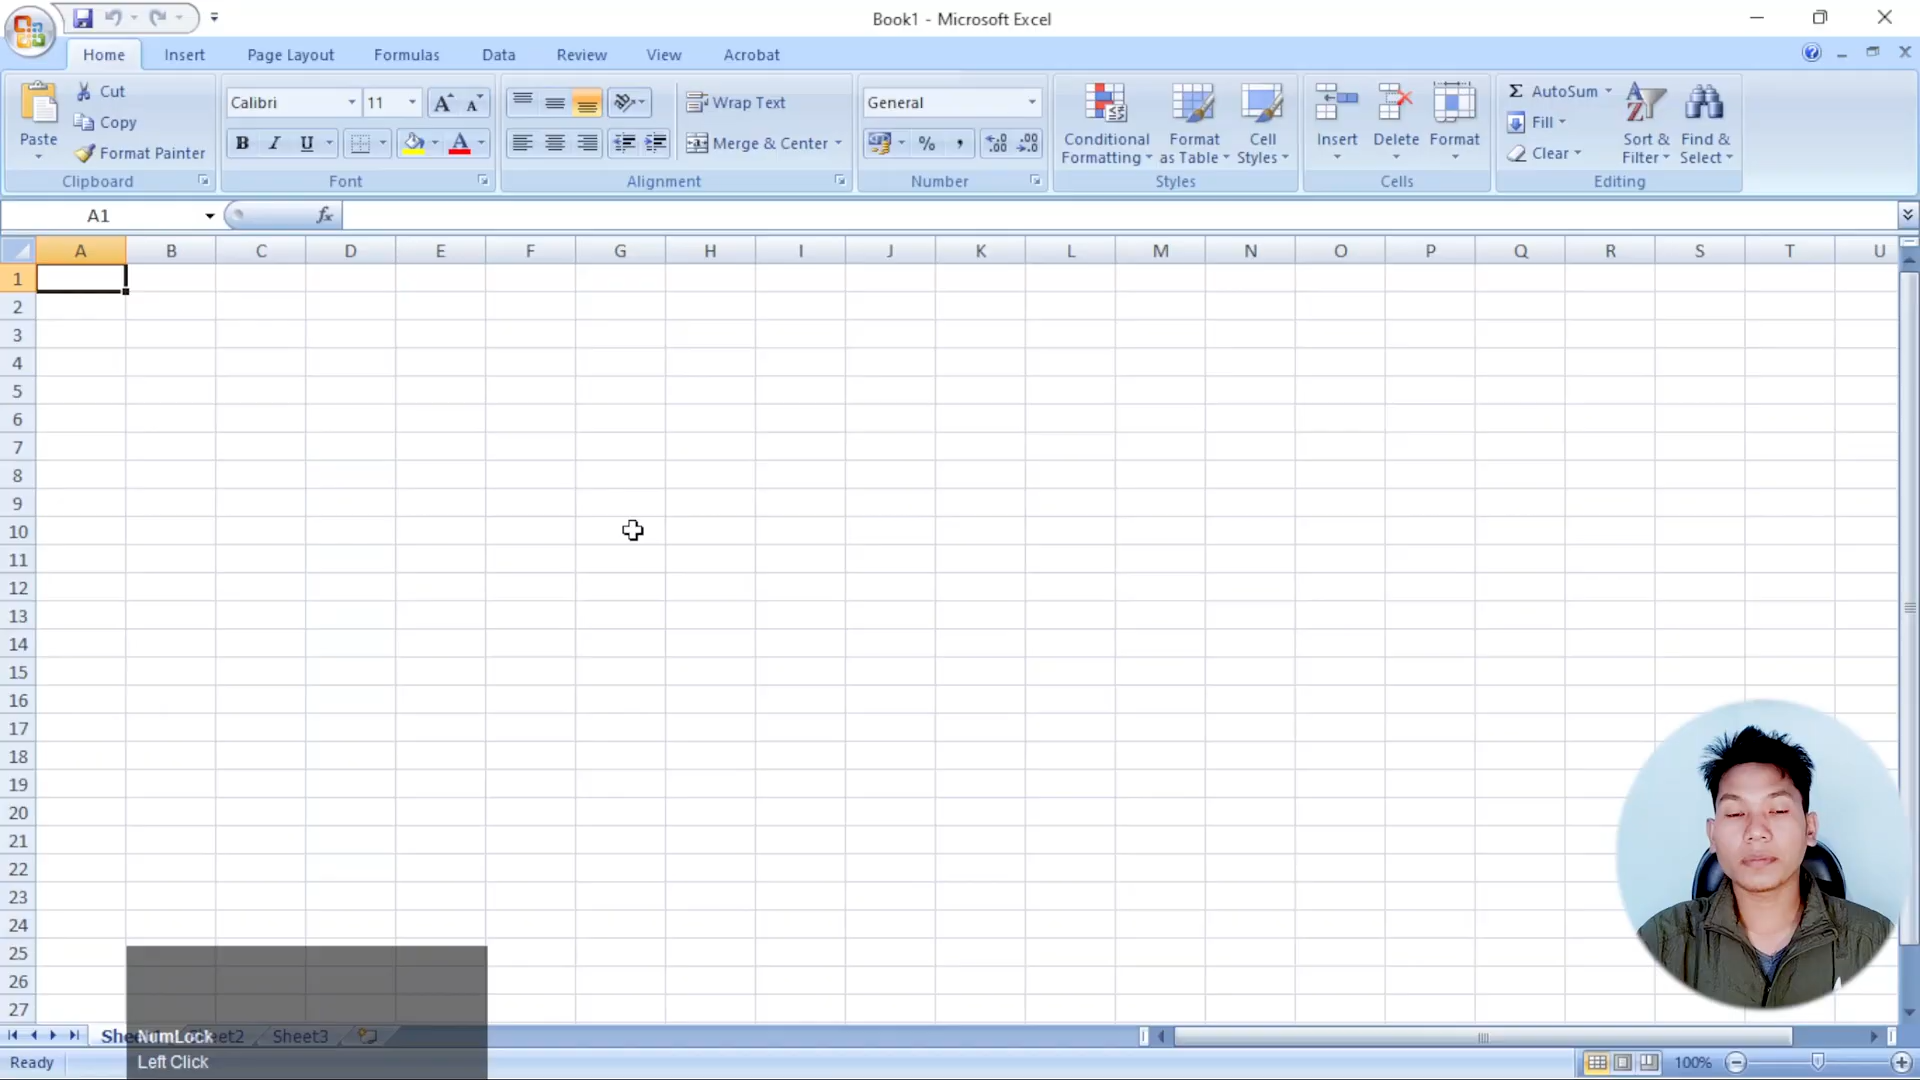 Book1 - Microsoft Excel
Home Insert Page Layout Formulas Data Review View Acrobat
Paste
Cut
Copy
Format Painter
Clipboard
Calibri 11
B I U
Font
Wrap Text
Merge & Center
Alignment
General
% ,
Number
Conditional Formatting
Format as Table
Cell Styles
Styles
Insert
Delete
Format
Cells
Σ AutoSum
Fill
Clear
Sort & Filter
Find & Select
Editing
A1 fx
A B C D E F G H I J K L M N O P Q R S T U
1
2
3
4
5
6
7
8
9
10
11
12
13
14
15
16
17
18
19
20
21
22
23
24
25
26
27
Sheet2 Sheet3
NumLock
Left Click
Ready 100%